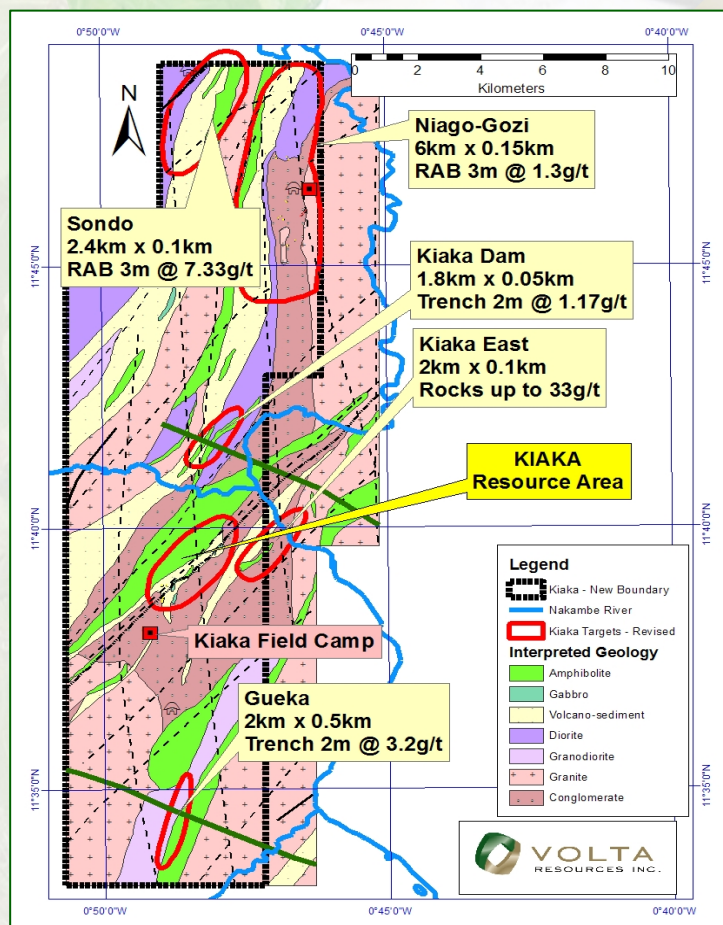 0°50'0"W
0°45'0"W
0°40'0"W
N
0 2 4 6 8 10
Kilometers
Niago-Gozi
6km x 0.15km
RAB 3m @ 1.3g/t
Sondo
2.4km x 0.1km
RAB 3m @ 7.33g/t
11°45'0"N
11°45'0"N
Kiaka Dam
1.8km x 0.05km
Trench 2m @ 1.17g/t
Kiaka East
2km x 0.1km
Rocks up to 33g/t
KIAKA
Resource Area
11°40'0"N
11°40'0"N
Kiaka Field Camp
Gueka
2km x 0.5km
Trench 2m @ 3.2g/t
11°35'0"N
11°35'0"N
Legend
Kiaka - New Boundary
Nakambe River
Kiaka Targets - Revised
Interpreted Geology
Amphibolite
Gabbro
Volcano-sediment
Diorite
Granodiorite
Granite
Conglomerate
VOLTA
RESOURCES INC.
0°50'0"W
0°45'0"W
0°40'0"W